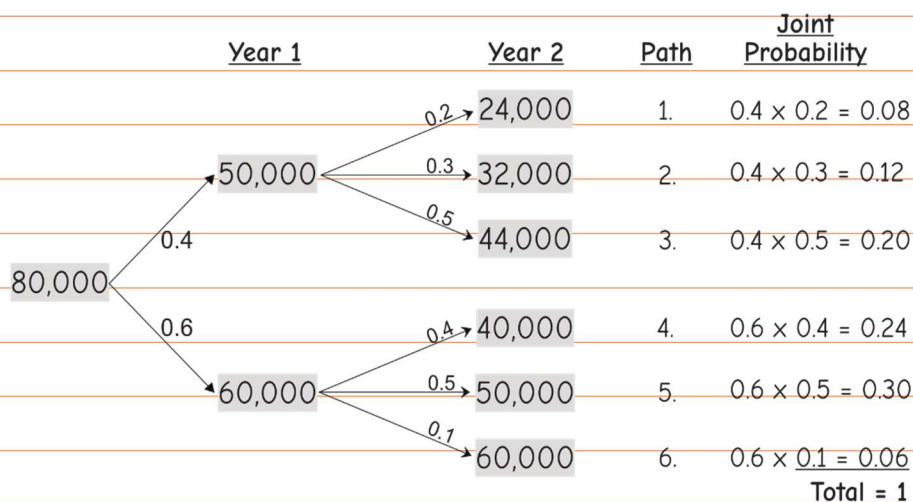 Joint
Year 1 Year 2 Path Probability
0.2 24,000 1. 0.4 x 0.2 = 0.08
50,000 0.3 32,000 2. 0.4 x 0.3 = 0.12
0.5 44,000 3. 0.4 x 0.5 = 0.20
0.4
80,000
0.6
0.4 40,000 4. 0.6 x 0.4 = 0.24
60,000 0.5 50,000 5. 0.6 x 0.5 = 0.30
0.1 60,000 6. 0.6 x 0.1 = 0.06
Total = 1